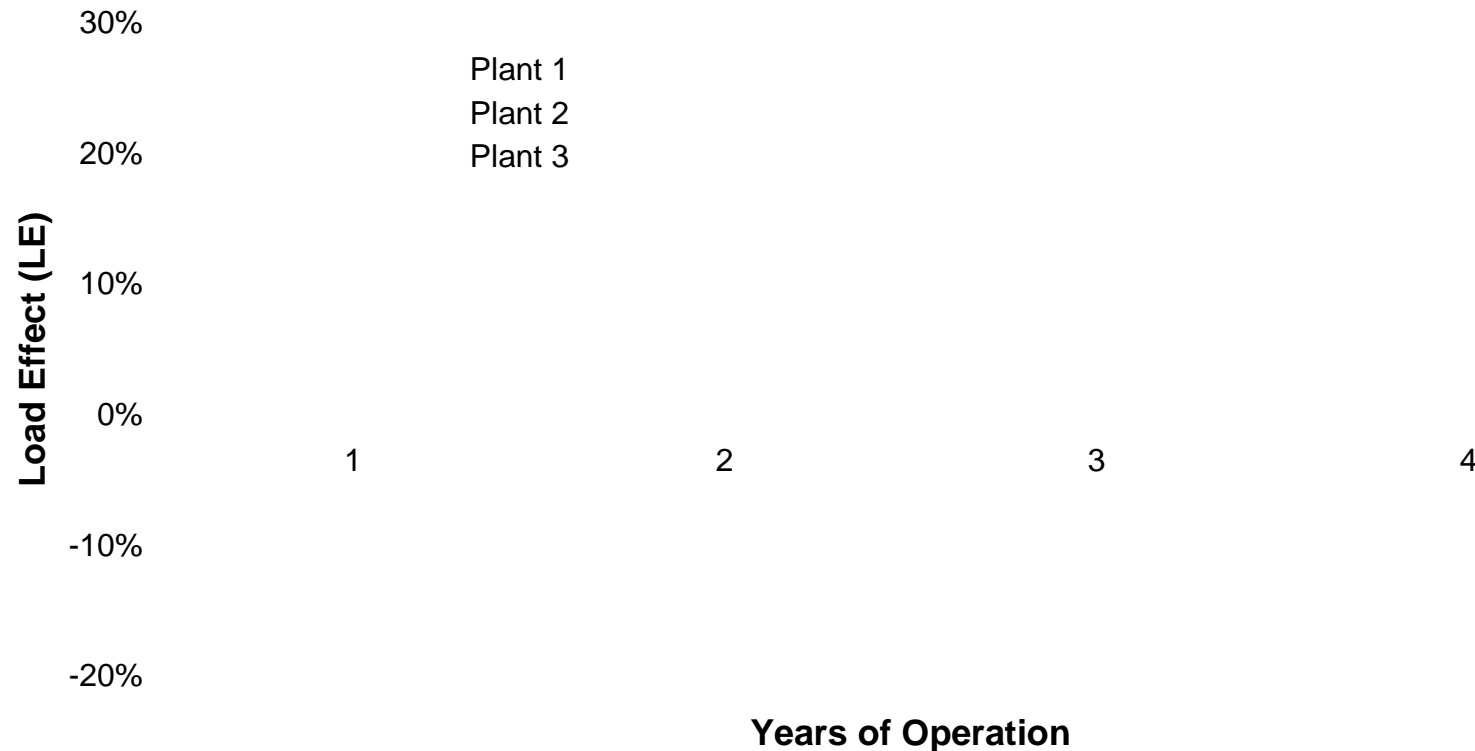 30%
Plant 1
Plant 2
20%
Plant 3
Load Effect (LE)
10%
0%
1 2 3 4
-10%
-20%
Years of Operation